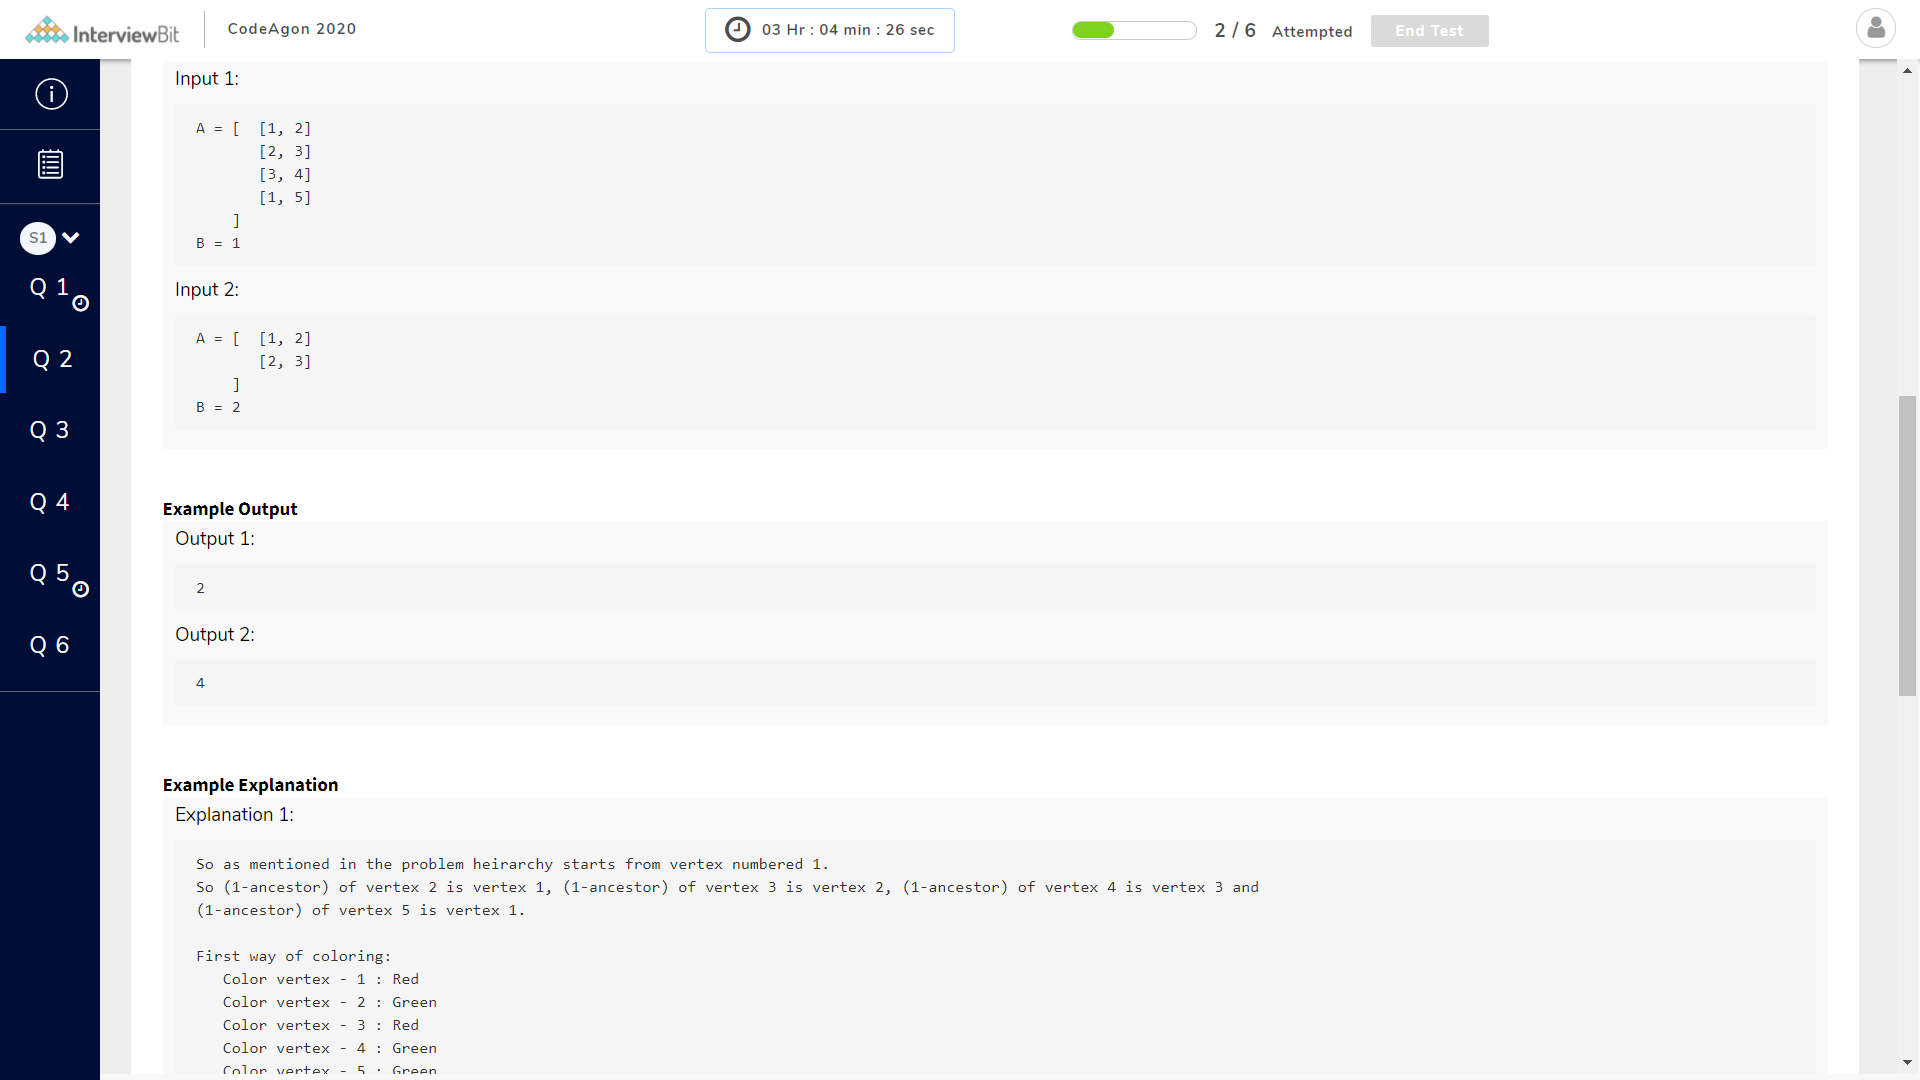 InterviewBit
CodeAgon 2020
03 Hr : 04 min : 26 sec
2 / 6 Attempted
End Test
S1
Q 1
Q 2
Q 3
Q 4
Q 5
Q 6
Input 1:
A = [  [1, 2]
[2, 3]
[3, 4]
[1, 5]
]
B = 1
Input 2:
A = [  [1, 2]
[2, 3]
]
B = 2
Example Output
Output 1:
2
Output 2:
4
Example Explanation
Explanation 1:
So as mentioned in the problem heirarchy starts from vertex numbered 1.
So (1-ancestor) of vertex 2 is vertex 1, (1-ancestor) of vertex 3 is vertex 2, (1-ancestor) of vertex 4 is vertex 3 and
(1-ancestor) of vertex 5 is vertex 1.
First way of coloring:
Color vertex - 1 : Red
Color vertex - 2 : Green
Color vertex - 3 : Red
Color vertex - 4 : Green
Color vertex - 5 : Green